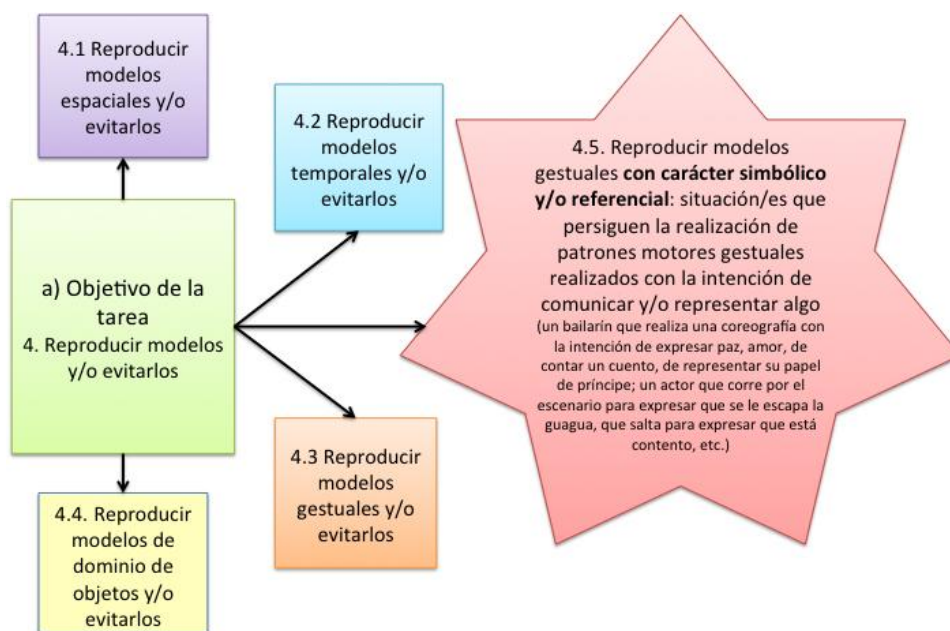 4.1 Reproducir
modelos
espaciales y/o
evitarlos
4.2 Reproducir
modelos
temporales y/o
evitarlos
a) Objetivo de la
tarea
4. Reproducir modelos
y/o evitarlos
4.5. Reproducir modelos
gestuales con carácter simbólico
y/o referencial: situación/es que
persiguen la realización de
patrones motores gestuales
realizados con la intención de
comunicar y/o representar algo
(un bailarín que realiza una coreografía con
la intención de expresar paz, amor, de
contar un cuento, de representar su papel
de príncipe; un actor que corre por el
escenario para expresar que se le escapa la
guagua, que salta para expresar que está
contento, etc.)
4.3 Reproducir
modelos
gestuales y/o
evitarlos
4.4. Reproducir
modelos de
dominio de
objetos y/o
evitarlos